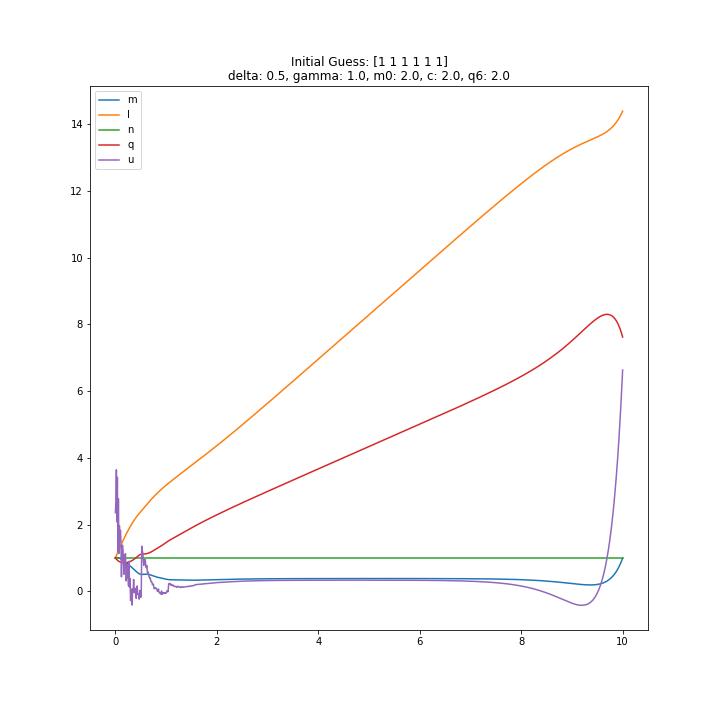 Initial Guess: [1 1 1 1 1 1]
delta: 0.5, gamma: 1.0, m0: 2.0, c: 2.0, q6: 2.0
m
l
n
q
u
14
12
10
8
6
4
2
0
0 2 4 6 8 10